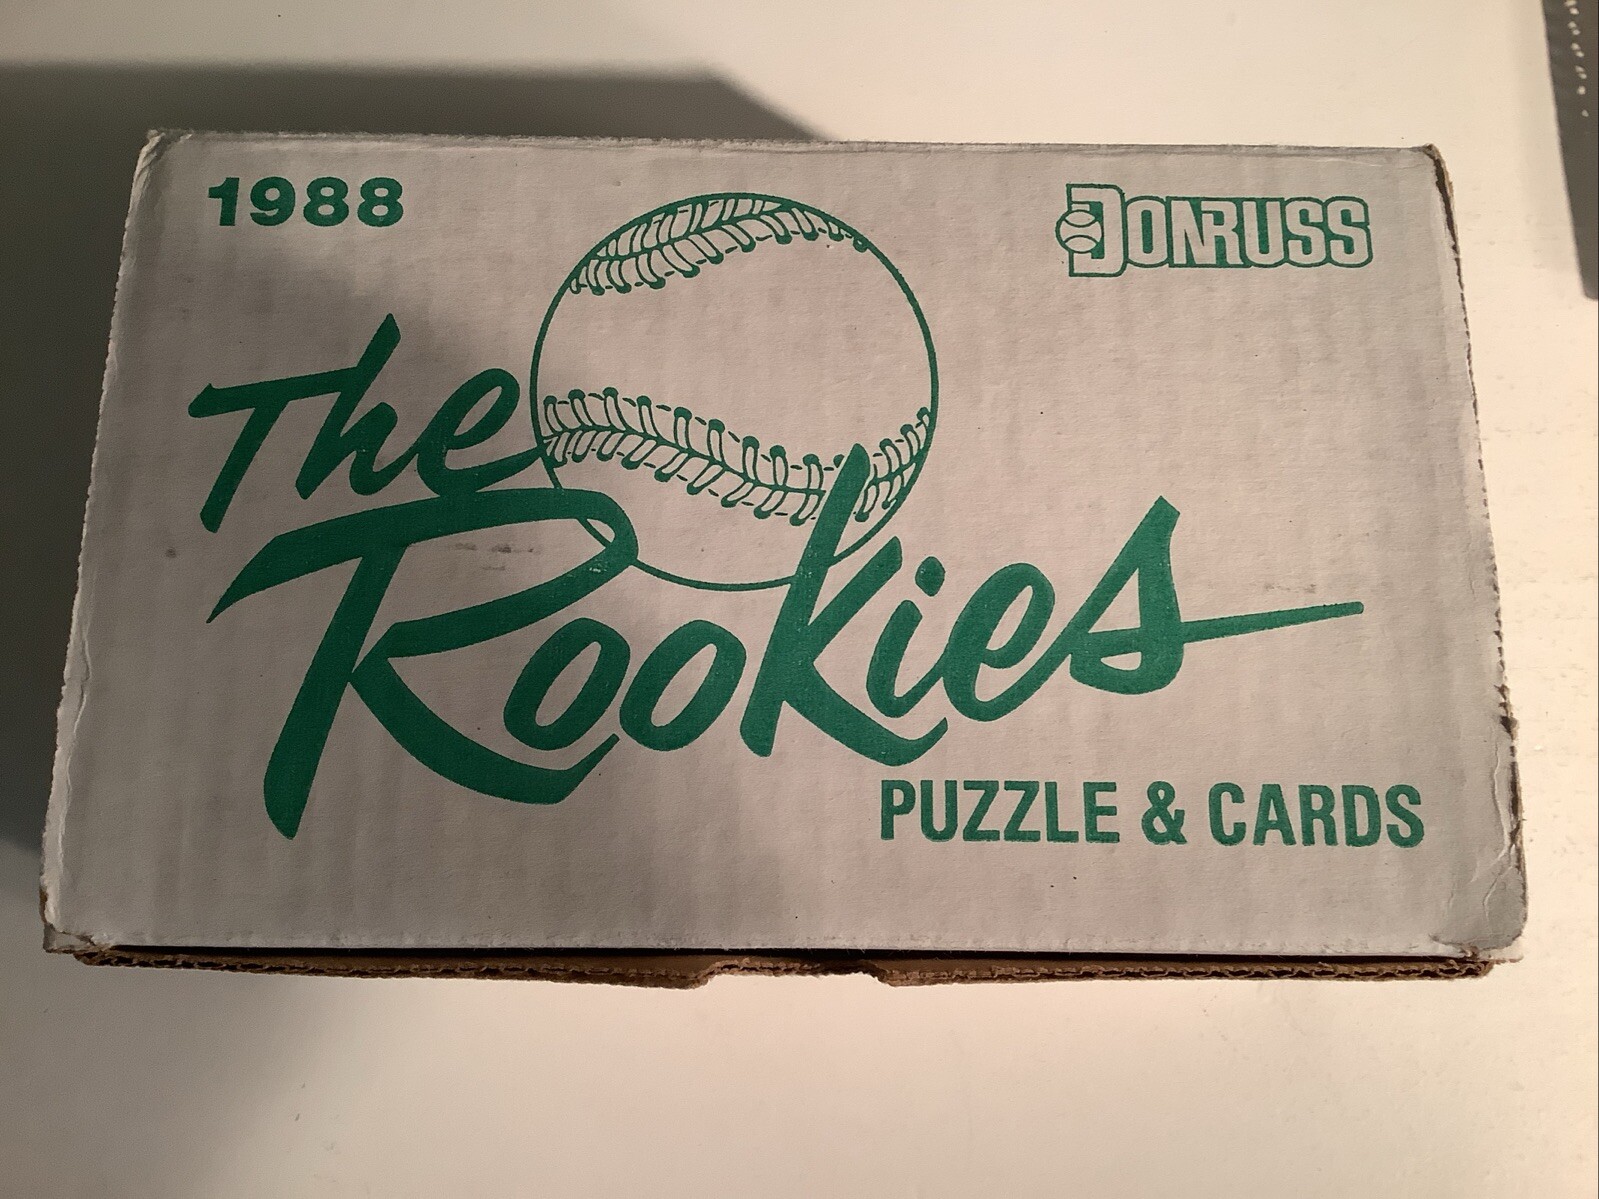 1988
DONRUSS
The
Rookies
PUZZLE & CARDS